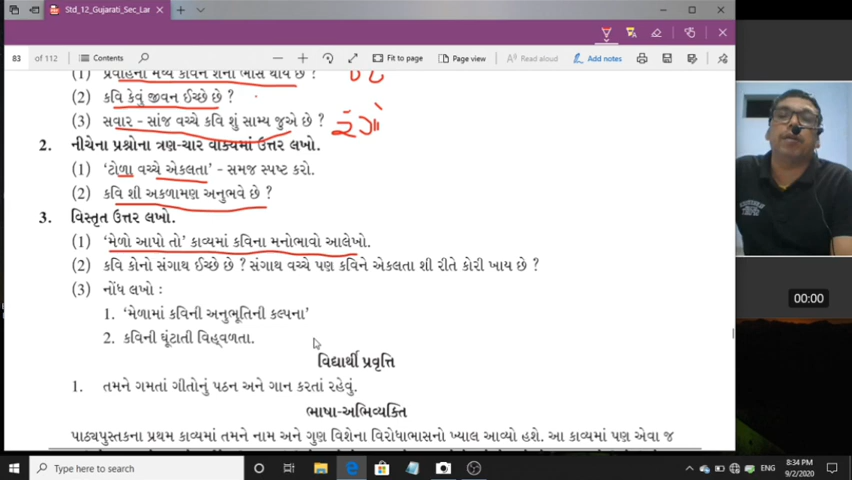 Std_12_Gujarati_Sec_Lar
83 of 112 Contents Fit to page Page view Read aloud Add notes
(1) પ્રવાહની મધ્યે કવિને શેનો ભાસ થાય છે ?
(2) કવિ કેવું જીવન ઈચ્છે છે ?
(3) સવાર - સાંજ વચ્ચે કવિ શું સામ્ય જુએ છે ?
2. નીચેના પ્રશ્નોના ત્રણ-ચાર વાક્યમાં ઉત્તર લખો.
(1) ‘ટોળા વચ્ચે એકલતા’ - સમજ સ્પષ્ટ કરો.
(2) કવિ શી અકળામણ અનુભવે છે ?
3. વિસ્તૃત ઉત્તર લખો.
(1) ‘મેળો આપો તો’ કાવ્યમાં કવિના મનોભાવો આલેખો.
(2) કવિ કોનો સંગાથ ઈચ્છે છે ? સંગાથ વચ્ચે પણ કવિને એકલતા શી રીતે કોરી ખાય છે ?
(3) નોંધ લખો :
1. ‘મેળામાં કવિની અનુભૂતિની કલ્પના’
2. કવિની ઘૂંટાતી વિહ્વળતા.
વિદ્યાર્થી પ્રવૃત્તિ
1. તમને ગમતાં ગીતોનું પઠન અને ગાન કરતાં રહેવું.
ભાષા-અભિવ્યક્તિ
પાઠ્યપુસ્તકના પ્રથમ કાવ્યમાં તમને નામ અને ગુણ વિશેના વિરોધાભાસનો ખ્યાલ આવ્યો હશે. આ કાવ્યમાં પણ એવા જ
00:00
Type here to search
ENG
8:34 PM
9/2/2020